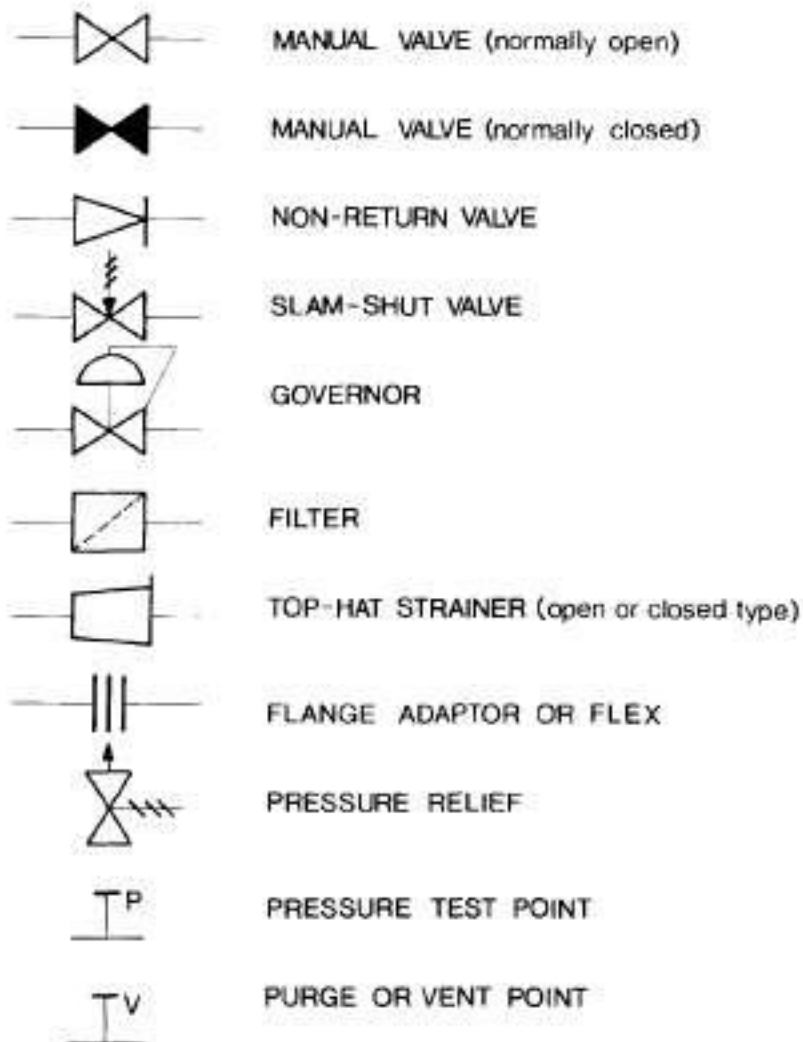 MANUAL VALVE (normally open)
MANUAL VALVE (normally closed)
NON-RETURN VALVE
SLAM-SHUT VALVE
GOVERNOR
FILTER
TOP-HAT STRAINER (open or closed type)
FLANGE ADAPTOR OR FLEX
PRESSURE RELIEF
P PRESSURE TEST POINT
V PURGE OR VENT POINT